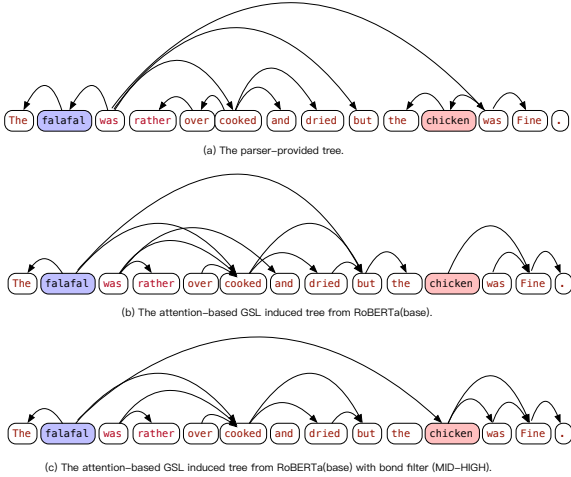 The falafal was rather over cooked and dried but the chicken was Fine .
(a) The parser-provided tree.
The falafal was rather over cooked and dried but the chicken was Fine .
(b) The attention-based GSL induced tree from RoBERTa(base).
The falafal was rather over cooked and dried but the chicken was Fine .
(c) The attention-based GSL induced tree from RoBERTa(base) with bond filter (MID-HIGH).